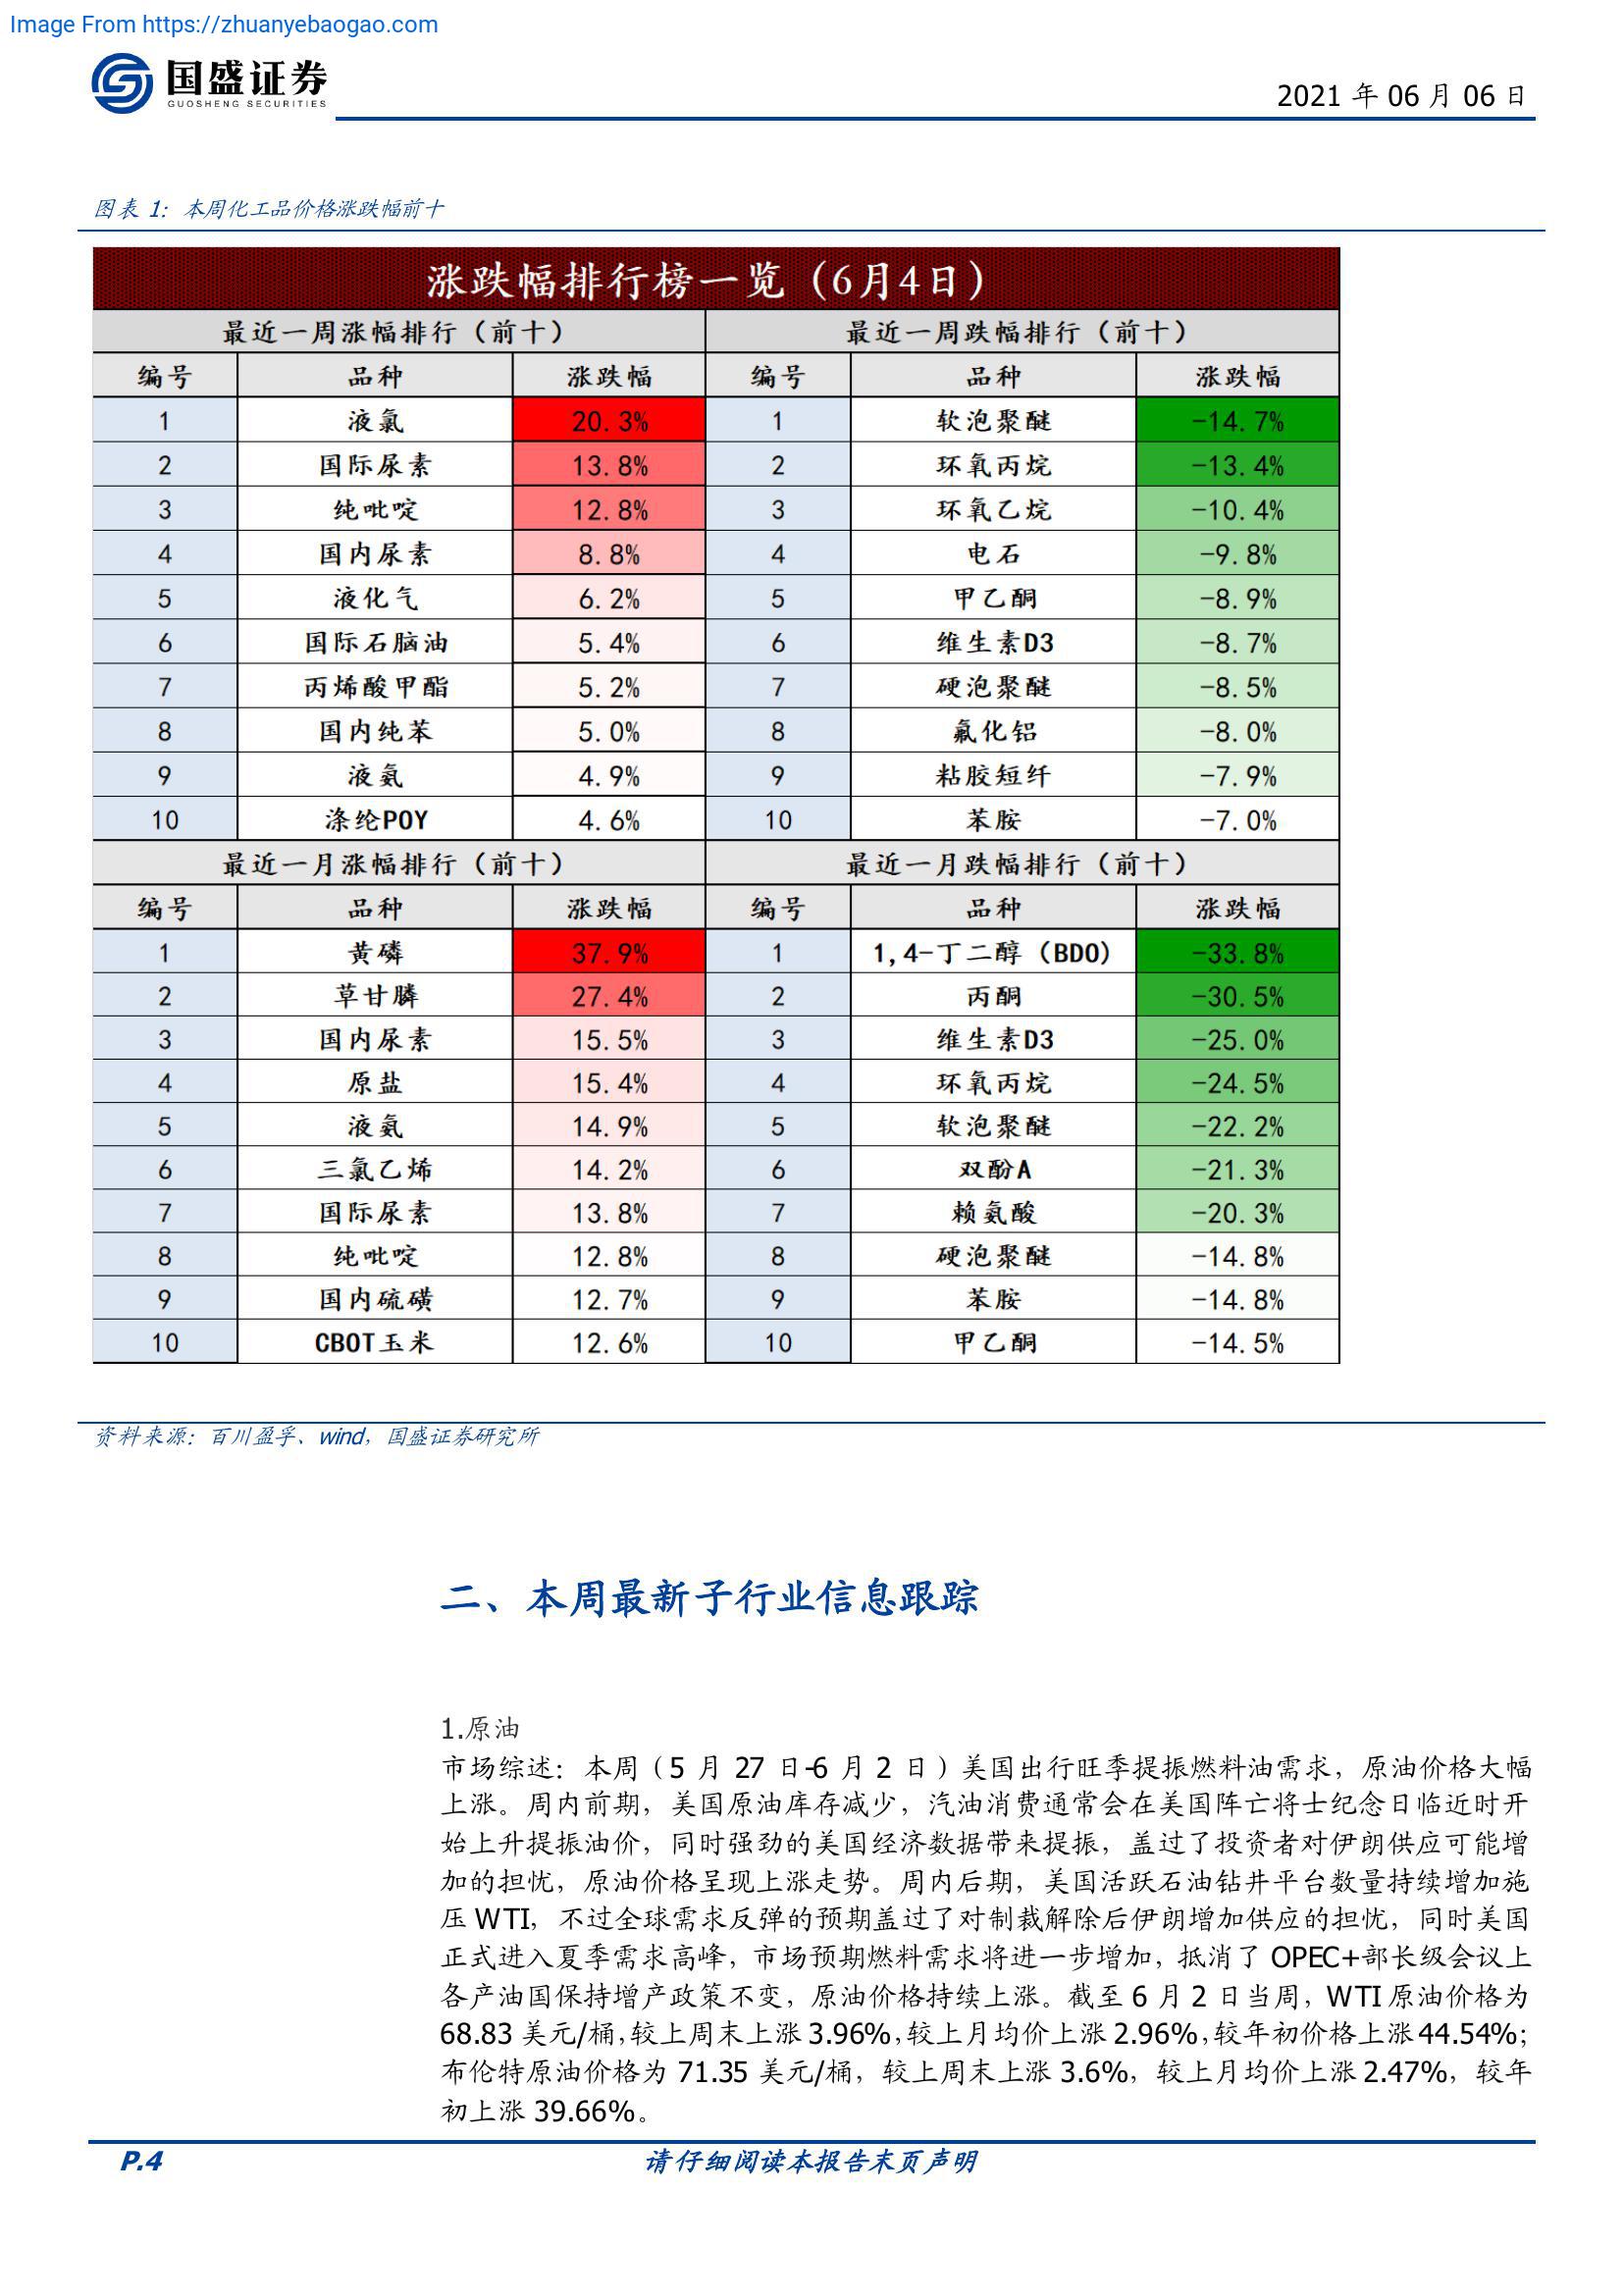 Image From https://zhuanyebaogao.com
国盛证券
GUOSHENG SECURITIES
2021 年 06 月 06 日
图表 1：本周化工品价格涨跌幅前十
涨跌幅排行榜一览（6月4日）
最近一周涨幅排行（前十） 最近一周跌幅排行（前十）
编号 品种 涨跌幅 编号 品种 涨跌幅
1 液氯 20.3% 1 软泡聚醚 -14.7%
2 国际尿素 13.8% 2 环氧丙烷 -13.4%
3 纯吡啶 12.8% 3 环氧乙烷 -10.4%
4 国内尿素 8.8% 4 电石 -9.8%
5 液化气 6.2% 5 甲乙酮 -8.9%
6 国际石脑油 5.4% 6 维生素D3 -8.7%
7 丙烯酸甲酯 5.2% 7 硬泡聚醚 -8.5%
8 国内纯苯 5.0% 8 氟化铝 -8.0%
9 液氨 4.9% 9 粘胶短纤 -7.9%
10 涤纶POY 4.6% 10 苯胺 -7.0%
最近一月涨幅排行（前十） 最近一月跌幅排行（前十）
编号 品种 涨跌幅 编号 品种 涨跌幅
1 黄磷 37.9% 1 1,4-丁二醇（BDO） -33.8%
2 草甘膦 27.4% 2 丙酮 -30.5%
3 国内尿素 15.5% 3 维生素D3 -25.0%
4 原盐 15.4% 4 环氧丙烷 -24.5%
5 液氨 14.9% 5 软泡聚醚 -22.2%
6 三氯乙烯 14.2% 6 双酚A -21.3%
7 国际尿素 13.8% 7 赖氨酸 -20.3%
8 纯吡啶 12.8% 8 硬泡聚醚 -14.8%
9 国内硫磺 12.7% 9 苯胺 -14.8%
10 CBOT玉米 12.6% 10 甲乙酮 -14.5%
资料来源：百川盈孚、wind，国盛证券研究所
二、本周最新子行业信息跟踪
1.原油
市场综述：本周（5 月 27 日-6 月 2 日）美国出行旺季提振燃料油需求，原油价格大幅
上涨。周内前期，美国原油库存减少，汽油消费通常会在美国阵亡将士纪念日临近时开
始上升提振油价，同时强劲的美国经济数据带来提振，盖过了投资者对伊朗供应可能增
加的担忧，原油价格呈现上涨走势。周内后期，美国活跃石油钻井平台数量持续增加施
压 WTI，不过全球需求反弹的预期盖过了对制裁解除后伊朗增加供应的担忧，同时美国
正式进入夏季需求高峰，市场预期燃料需求将进一步增加，抵消了 OPEC+部长级会议上
各产油国保持增产政策不变，原油价格持续上涨。截至 6 月 2 日当周，WTI 原油价格为
68.83 美元/桶，较上周末上涨 3.96%，较上月均价上涨 2.96%，较年初价格上涨 44.54%；
布伦特原油价格为 71.35 美元/桶，较上周末上涨 3.6%，较上月均价上涨 2.47%，较年
初上涨 39.66%。
P.4 请仔细阅读本报告末页声明